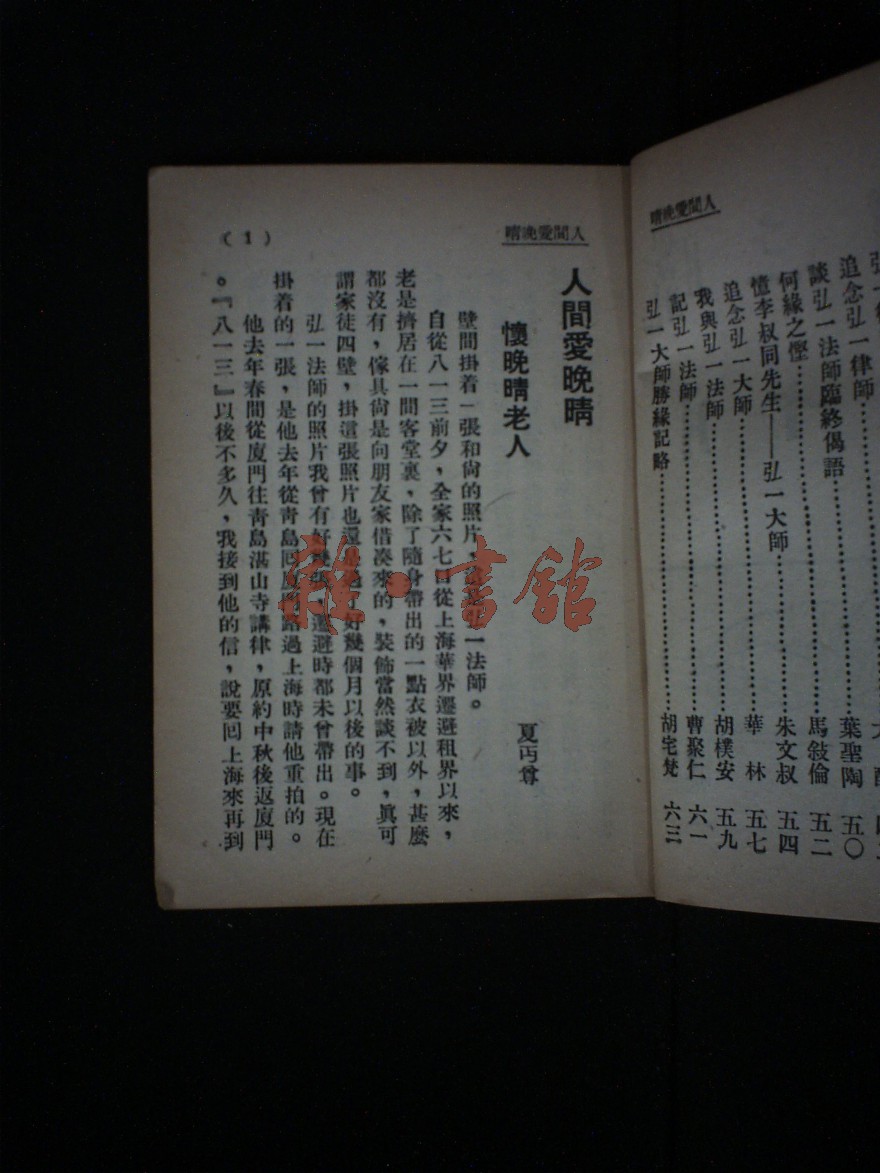 人間愛晚晴
弘一律
追念弘一律師
談弘一法師臨終偈語
葉聖陶 五〇
何緣之慳
馬敍倫 五二
憶李叔同先生——弘一大師
朱文叔 五四
追念弘一大師
華林 五七
我與弘一法師
胡樸安 五九
記弘一法師
曹聚仁 六一
弘一大師勝緣記略
胡宅梵 六三
人間愛晚晴
(1)
人間愛晚晴
懷晚晴老人
夏丏尊
壁間掛着一張和尚的照片，這是弘一法師。
自從八一三前夕，全家六七口從上海華界遷避租界以來，
老是擠居在一間客堂裏，除了隨身帶出的一點衣被以外，甚麼
都沒有，傢具尚是向朋友家借湊來的，裝飾當然談不到，眞可
謂家徒四壁，掛這張照片也還是過了好幾個月以後的事。
弘一法師的照片我曾有好幾張，遷避時都未曾帶出。現在
掛着的一張，是他去年從青島回廈門路過上海時請他重拍的。
他去年春間從廈門往青島湛山寺講律，原約中秋後返廈門
。『八一三』以後不多久，我接到他的信，說要回上海來再到
雜·書館